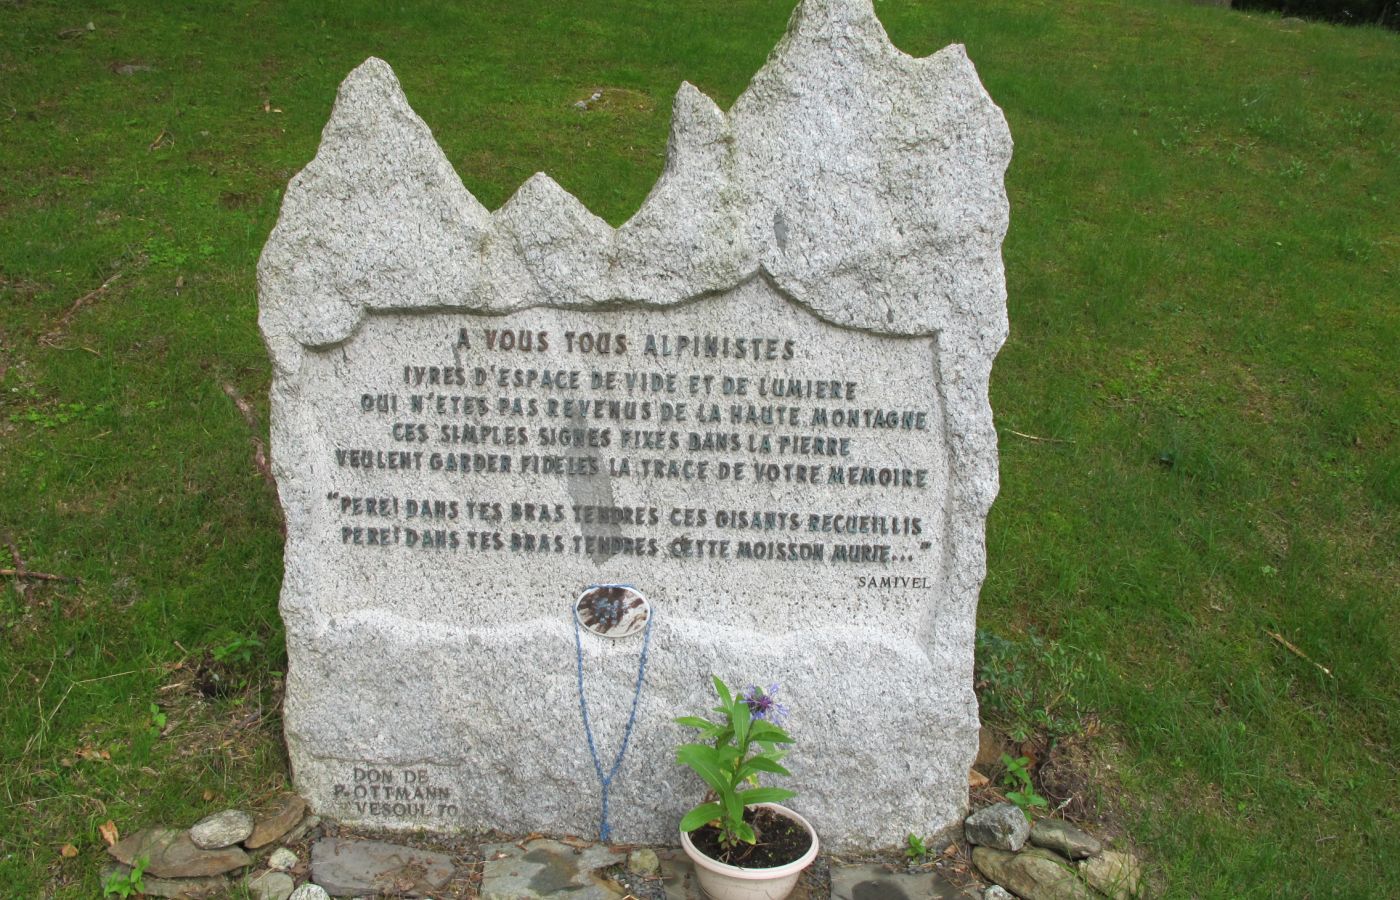 A VOUS TOUS ALPINISTES
IVRES D'ESPACE DE VIDE ET DE LUMIERE
QUI N'ETES PAS REVENUS DE LA HAUTE MONTAGNE
CES SIMPLES SIGNES FIXES DANS LA PIERRE
VEULENT GARDER FIDELES LA TRACE DE VOTRE MEMOIRE
"PERE! DANS TES BRAS TENDRES CES GISANTS RECUEILLIS
PERE! DANS TES BRAS TENDRES CETTE MOISSON MURIE..."
SAMIVEL
DON DE
P. OTTMANN
VESOUL 70